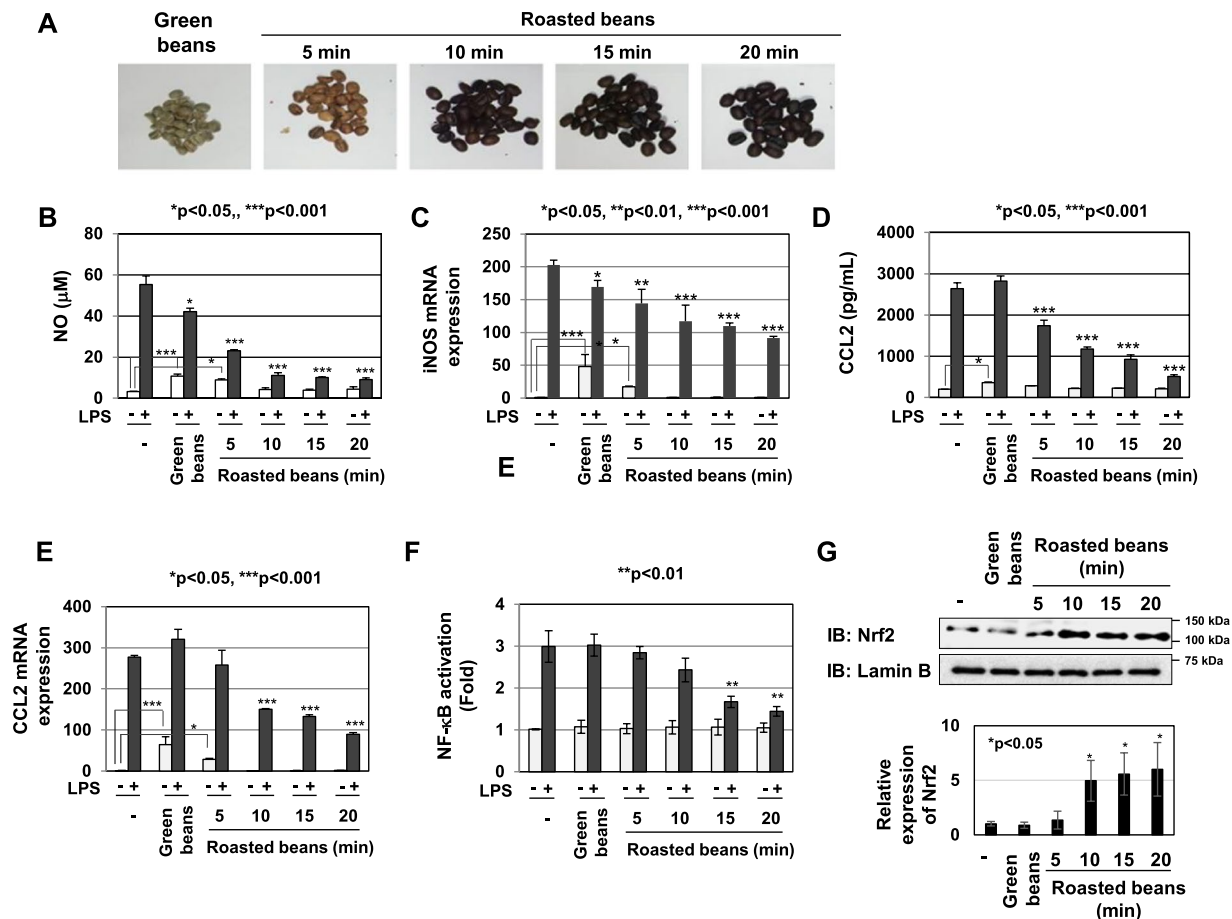 A
Green
beans
Roasted beans
5 min
10 min
15 min
20 min
B
*p<0.05,, ***p<0.001
NO (μM)
80
60
40
20
0
***
*
*
***
***
***
***
LPS
- + - + - + - + - + - +
-
Green
beans
5 10 15 20
Roasted beans (min)
C
*p<0.05, **p<0.01, ***p<0.001
iNOS mRNA
expression
250
200
150
100
50
0
***
*
*
*
**
***
***
***
LPS
- + - + - + - + - + - +
-
Green
beans
5 10 15 20
Roasted beans (min)
D
*p<0.05, ***p<0.001
CCL2
(pg/mL)
4000
3000
2000
1000
0
*
***
***
***
***
LPS
- + - + - + - + - + - +
-
Green
beans
5 10 15 20
Roasted beans (min)
E
E
*p<0.05, ***p<0.001
CCL2 mRNA
expression
400
300
200
100
0
***
*
***
***
***
LPS
- + - + - + - + - + - +
-
Green
beans
5 10 15 20
Roasted beans (min)
F
**p<0.01
NF-κB activation
(Fold)
4
3
2
1
0
**
**
LPS
- + - + - + - + - + - +
-
Green
beans
5 10 15 20
Roasted beans (min)
G
-
Green
beans
Roasted beans
(min)
5 10 15 20
IB: Nrf2
150 kDa
100 kDa
IB: Lamin B
75 kDa
Relative
expression
of Nrf2
10
5
0
*p<0.05
*
*
*
-
Green
beans
5 10 15 20
Roasted beans
(min)